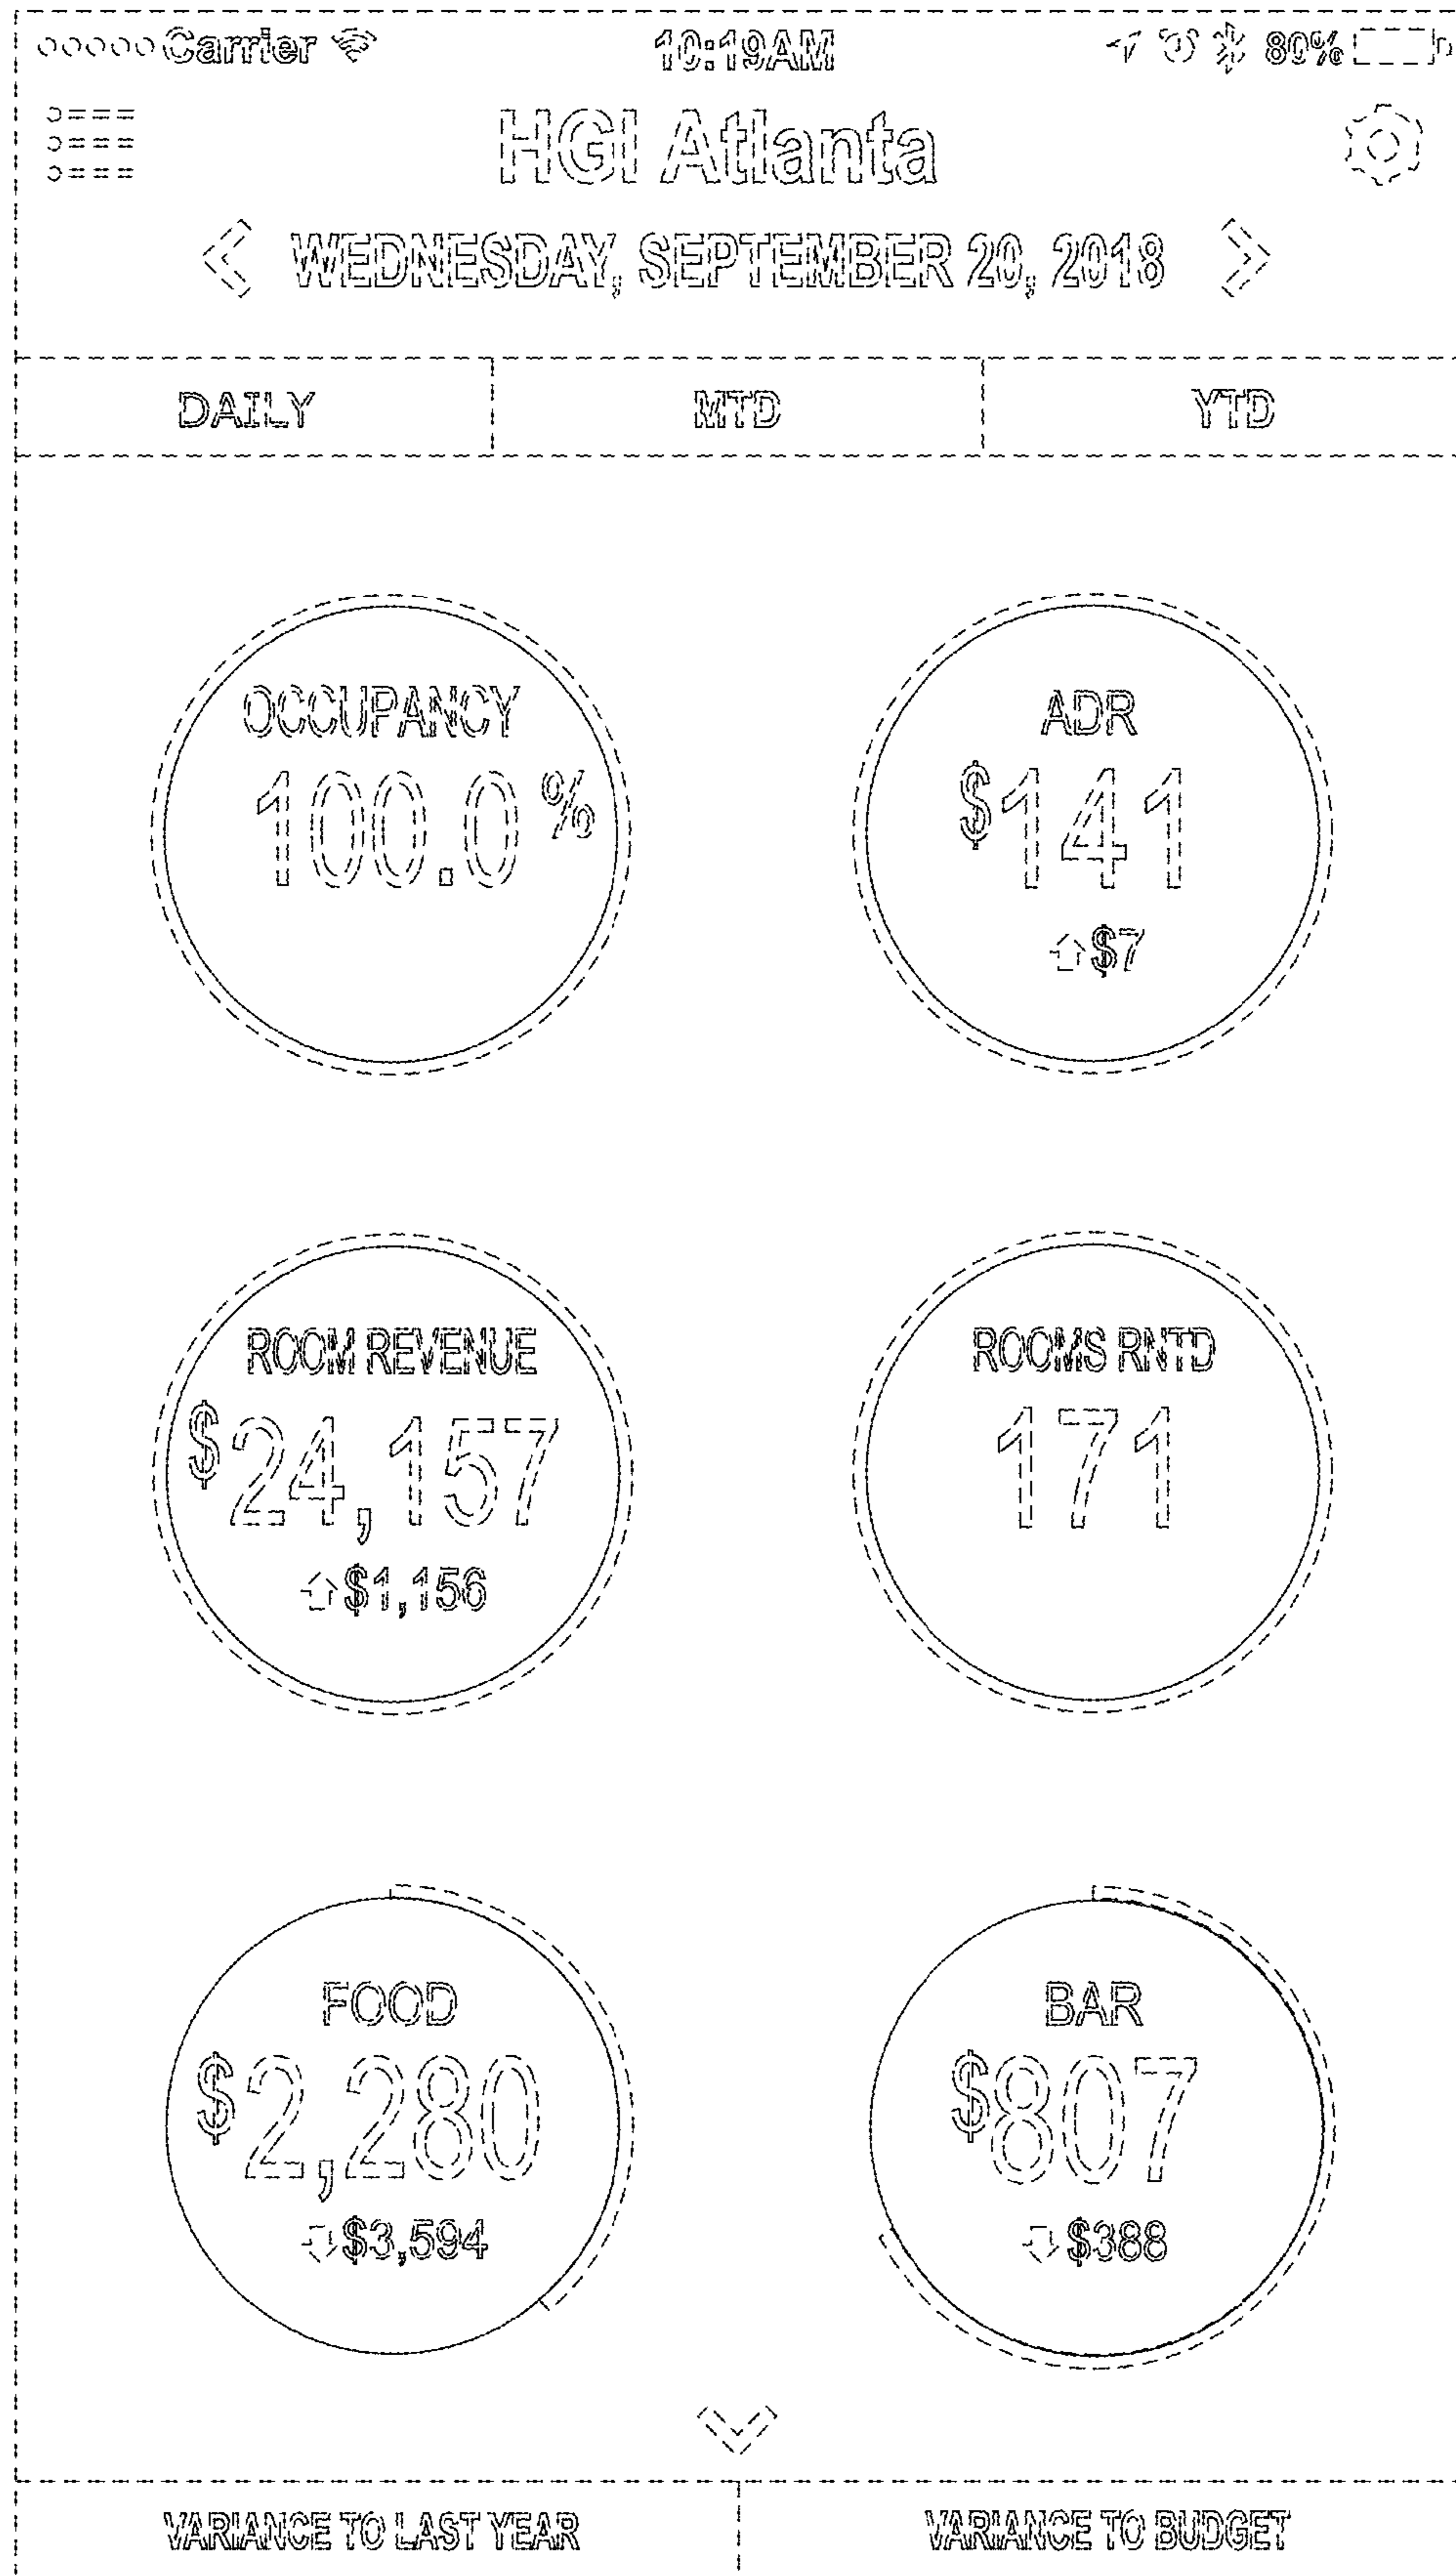 Carrier 10:19AM 80%
HGI Atlanta
WEDNESDAY, SEPTEMBER 20, 2018
DAILY MTD YTD
OCCUPANCY ADR
100.0% $141
$7
ROOM REVENUE ROOMS RNTD
$24,157 171
$1,156
FOOD BAR
$2,280 $807
$3,594 $388
VARIANCE TO LAST YEAR VARIANCE TO BUDGET